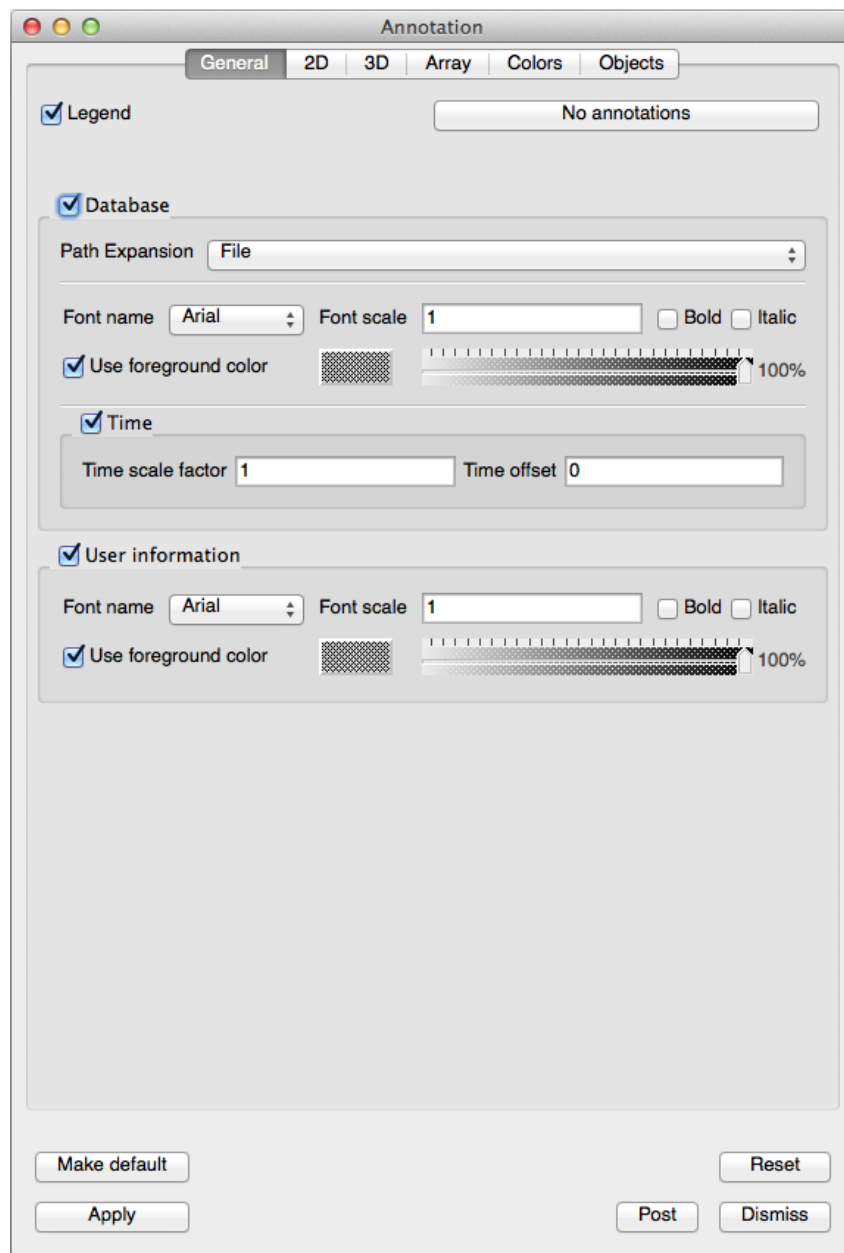 Annotation
General 2D 3D Array Colors Objects
Legend No annotations
Database
Path Expansion File
Font name Arial Font scale 1 Bold Italic
Use foreground color 100%
Time
Time scale factor 1 Time offset 0
User information
Font name Arial Font scale 1 Bold Italic
Use foreground color 100%
Make default Reset
Apply Post Dismiss